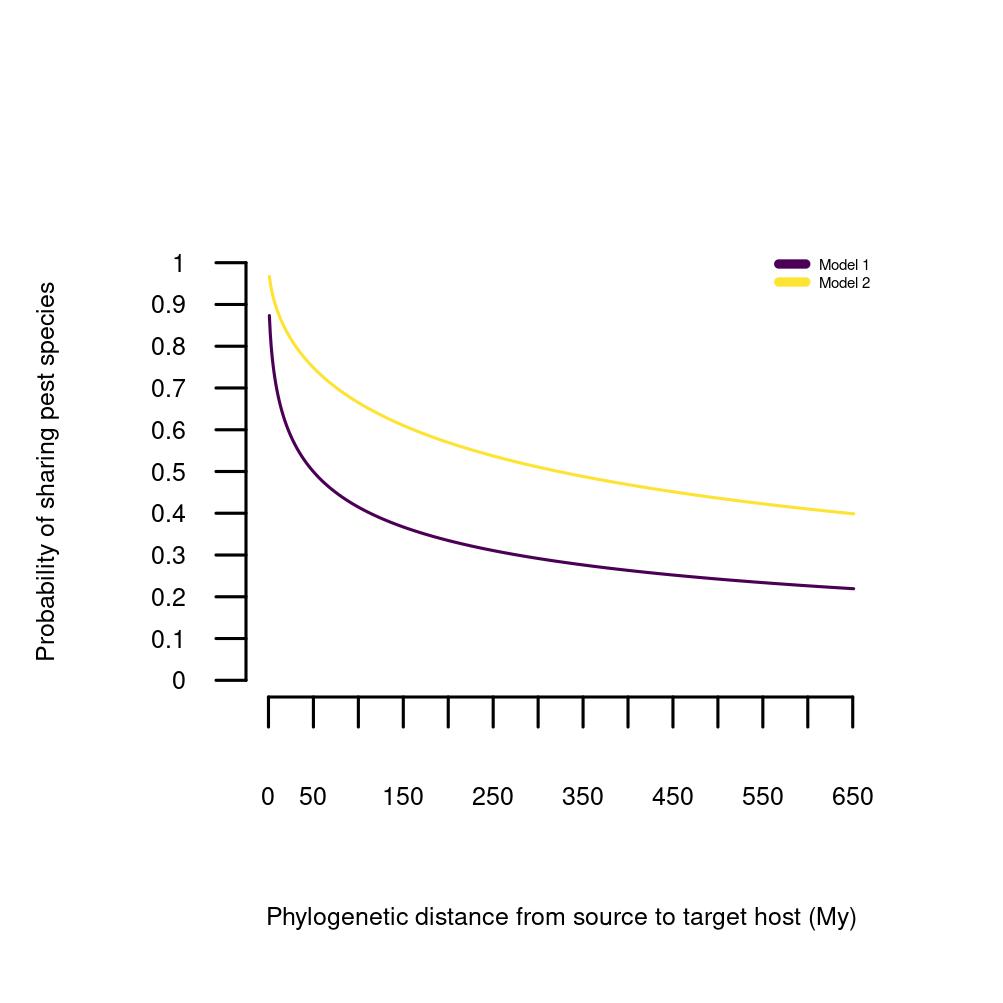 Model 1
Model 2
1
0.9
0.8
0.7
0.6
0.5
0.4
0.3
0.2
0.1
0
Probability of sharing pest species
0 50 150 250 350 450 550 650
Phylogenetic distance from source to target host (My)